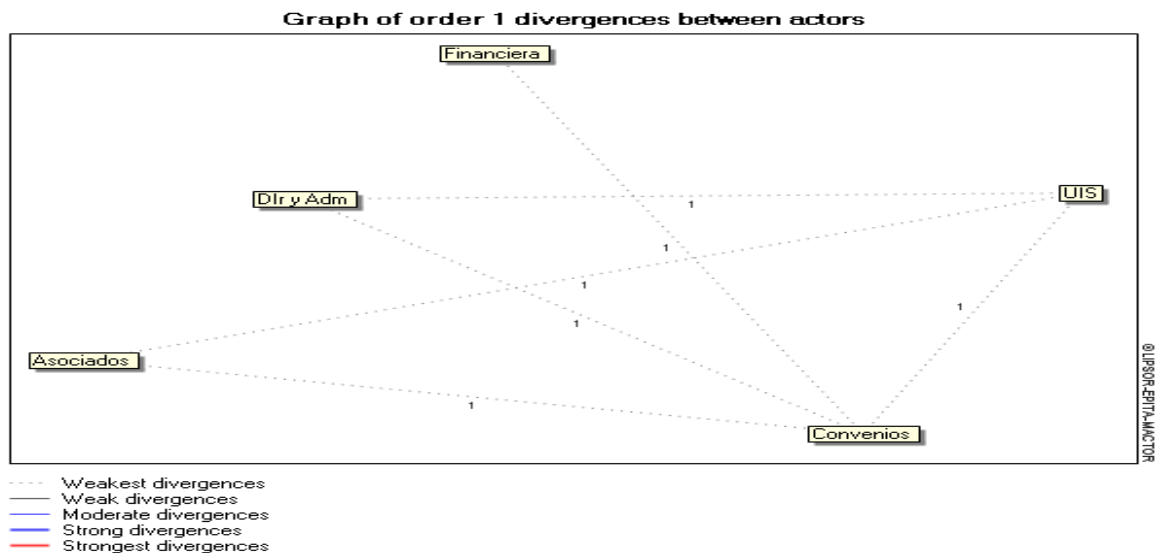 Graph of order 1 divergences between actors
Financiera
DIr y Adm
UIS
1
1
1
1
1
Asociados
1
Convenios
©LIPSOR-EPITA-MACTOR
Weakest divergences
Weak divergences
Moderate divergences
Strong divergences
Strongest divergences